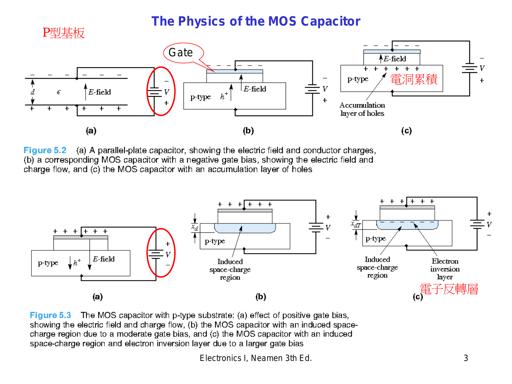 The Physics of the MOS Capacitor
P型基板
Gate
− − − − − −
d
ϵ
E-field
− V +
+ + + + + +
(a)
− − − − − −
p-type
h+
E-field
− V +
(b)
− − − − − −
E-field
+ + + + + +
p-type
電洞累積
− V +
Accumulation
layer of holes
(c)
Figure 5.2 (a) A parallel-plate capacitor, showing the electric field and conductor charges,
(b) a corresponding MOS capacitor with a negative gate bias, showing the electric field and
charge flow, and (c) the MOS capacitor with an accumulation layer of holes
+ + + + + +
p-type
h+
E-field
+ V −
(a)
+ + + + + +
xd
p-type
+ V −
Induced
space-charge
region
(b)
+ + + + + +
xdT
p-type
+ V −
Induced
space-charge
region
Electron
inversion
layer
電子反轉層
(c)
Figure 5.3 The MOS capacitor with p-type substrate: (a) effect of positive gate bias,
showing the electric field and charge flow, (b) the MOS capacitor with an induced space-
charge region due to a moderate gate bias, and (c) the MOS capacitor with an induced
space-charge region and electron inversion layer due to a larger gate bias
Electronics I, Neamen 3th Ed.
3